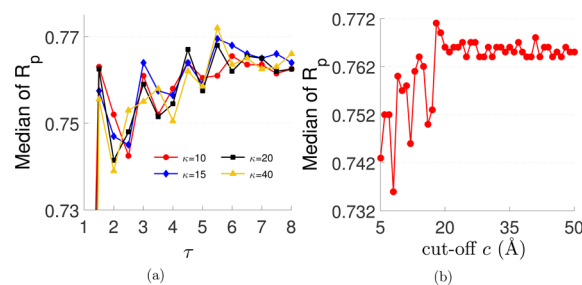 Median of Rp
0.77
0.75
0.73
κ=10
κ=20
κ=15
κ=40
1 2 3 4 5 6 7 8
τ
(a)
Median of Rp
0.772
0.762
0.752
0.742
0.732
5 20 35 50
cut-off c (Å)
(b)